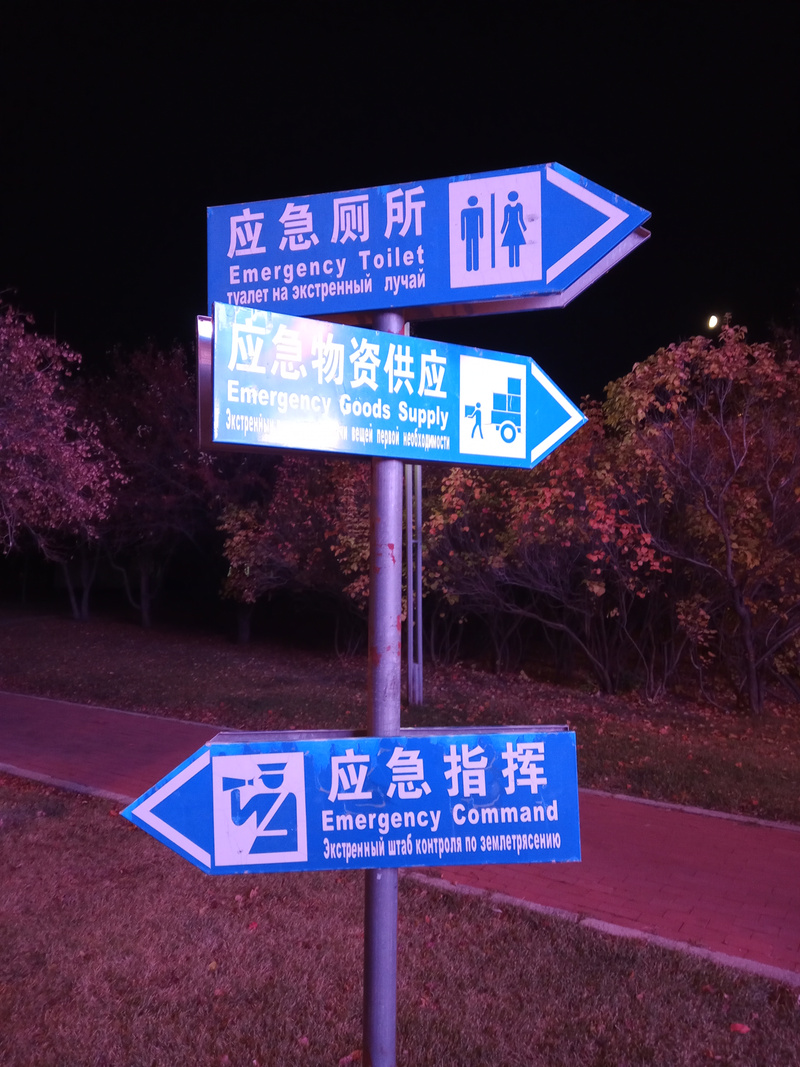 应急厕所
Emergency Toilet
туалет на экстренный случай
应急物资供应
Emergency Goods Supply
вещей первой необходимости
应急指挥
Emergency Command
Экстренный штаб контроля по землетрясению